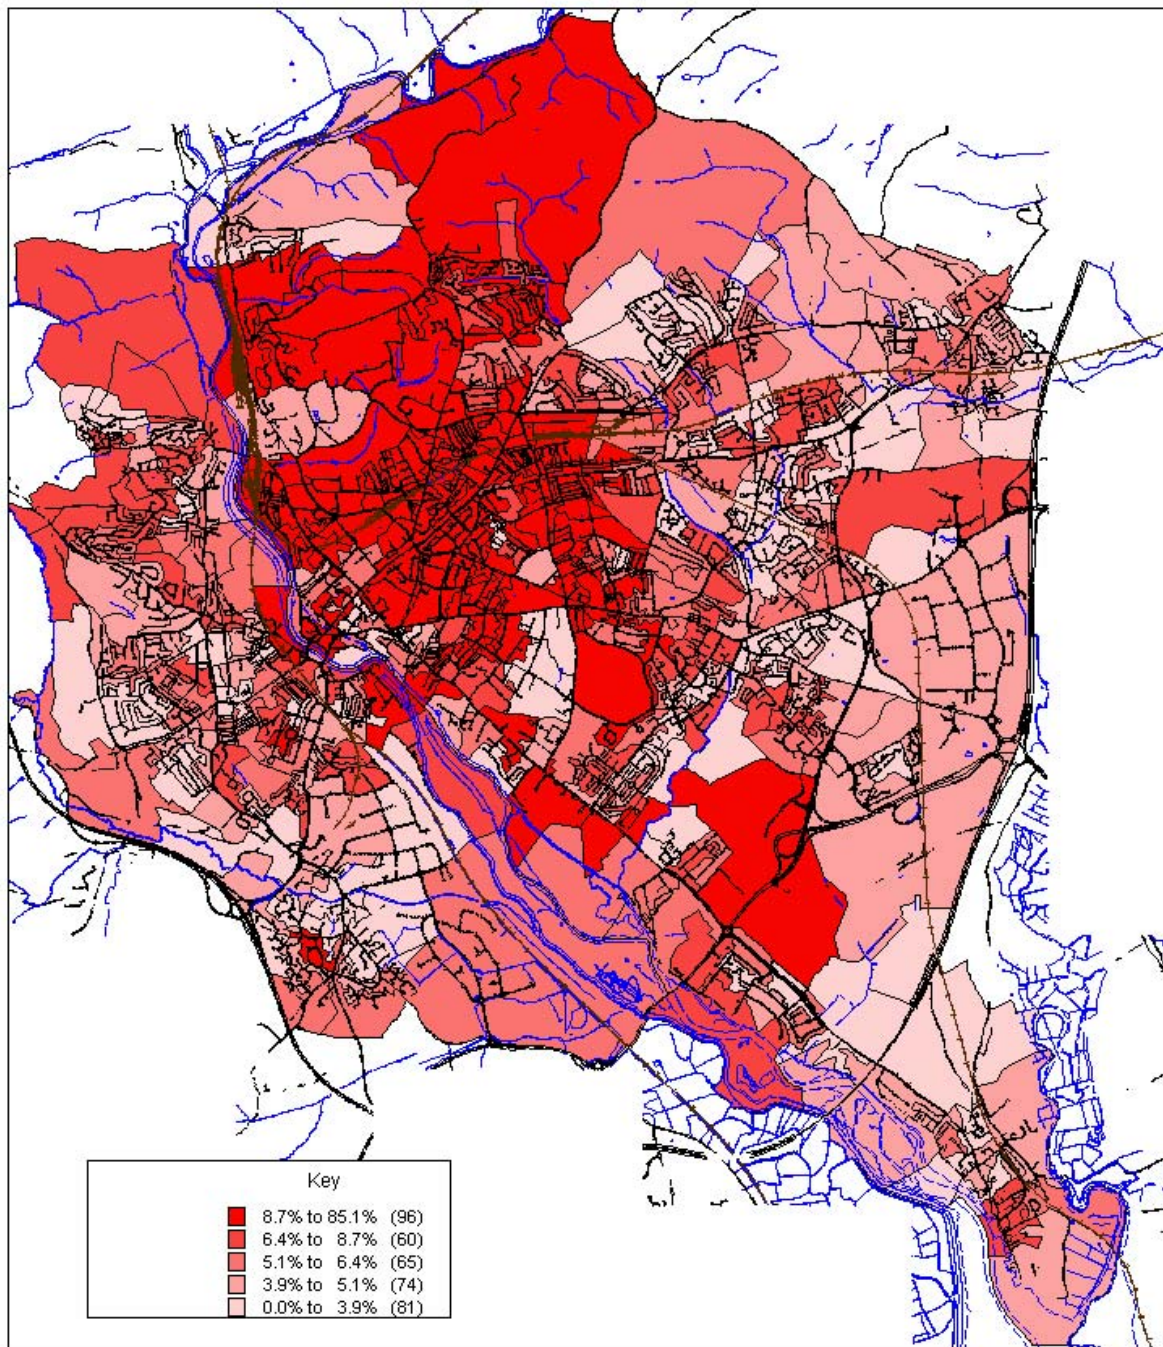 Key
8.7% to 85.1% (96)
6.4% to 8.7% (60)
5.1% to 6.4% (65)
3.9% to 5.1% (74)
0.0% to 3.9% (81)